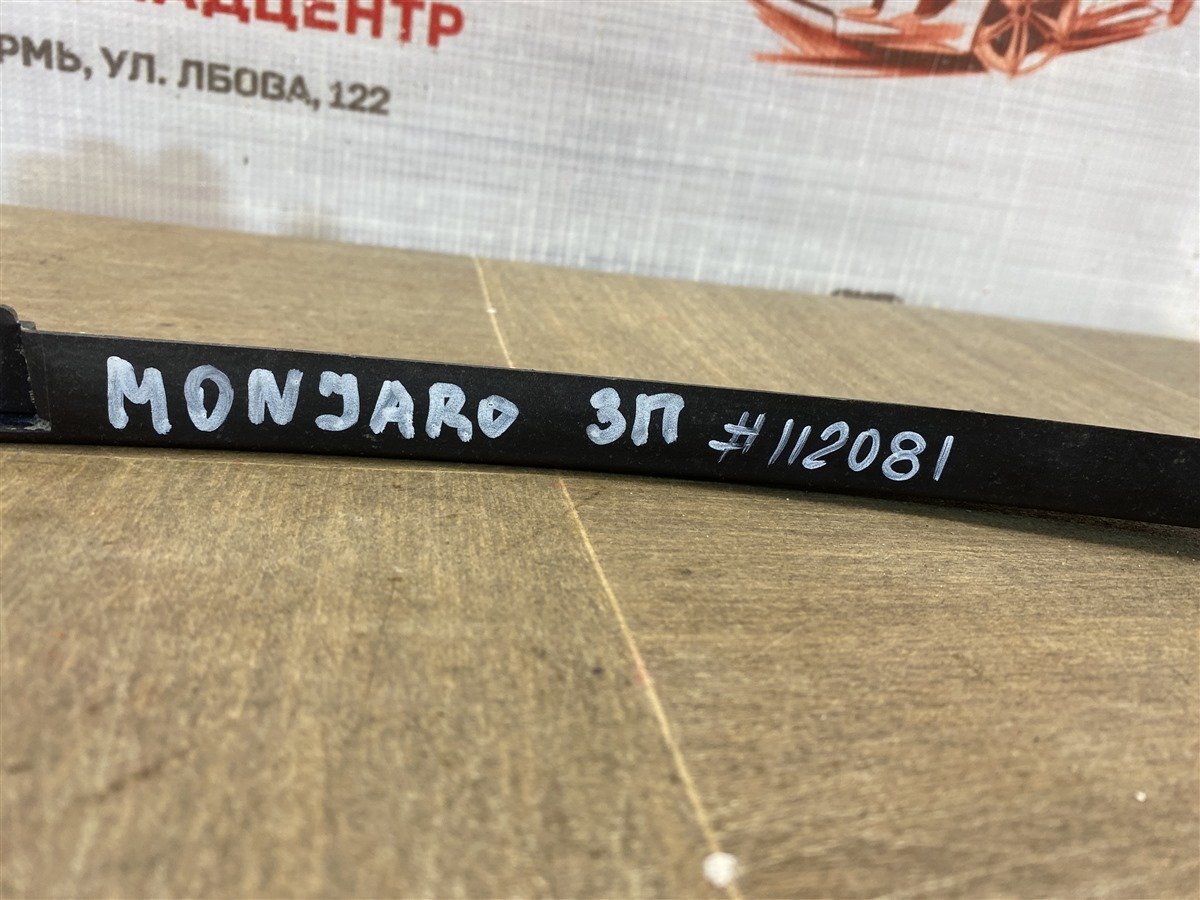 АДЦЕНТР
РМЬ, УЛ. ЛБОВА, 122
MONJARO ЗП #112081